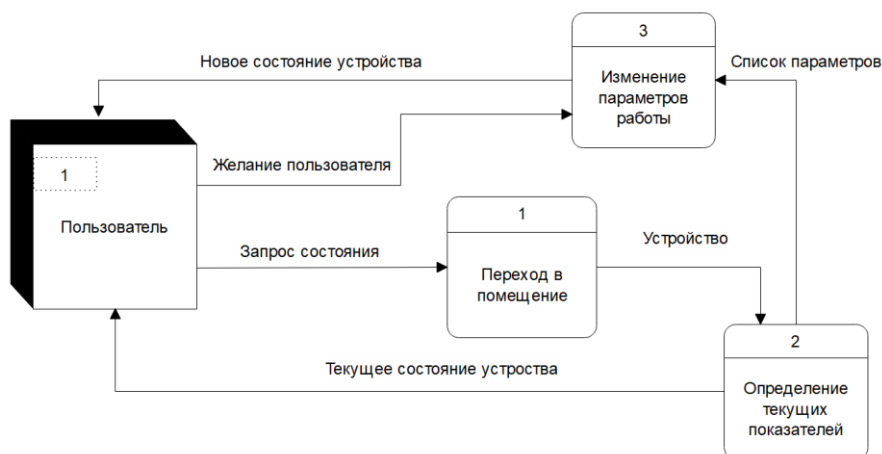 3
Новое состояние устройства
Список параметров
Изменение
параметров
работы
Желание пользователя
1
Пользователь
1
Запрос состояния
Устройство
Переход в
помещение
2
Текущее состояние устроства
Определение
текущих
показателей